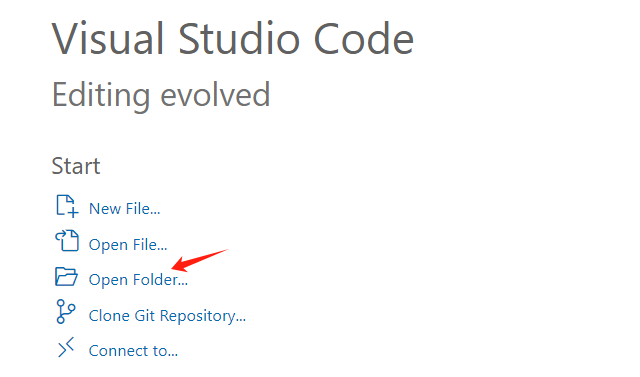 Visual Studio Code
Editing evolved
Start
New File...
Open File...
Open Folder...
Clone Git Repository...
Connect to...